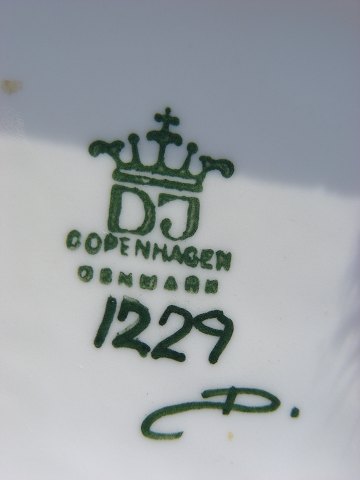 DJ
COPENHAGEN
DENMARK
1229
P.